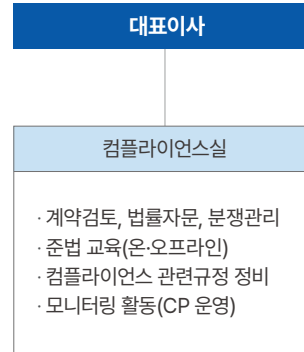 대표이사
컴플라이언스실
· 계약검토, 법률자문, 분쟁관리
· 준법 교육(온·오프라인)
· 컴플라이언스 관련규정 정비
· 모니터링 활동(CP 운영)